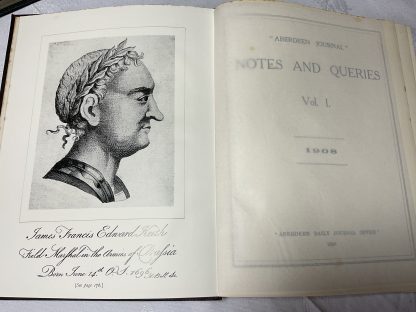 James Francis Edward Keith
Field-Marshal in the Armies of Prussia
Born June 14th O.S. 1696
[See page 176.]
"ABERDEEN JOURNAL"
NOTES AND QUERIES
Vol. I.
1908
"ABERDEEN DAILY JOURNAL OFFICE"